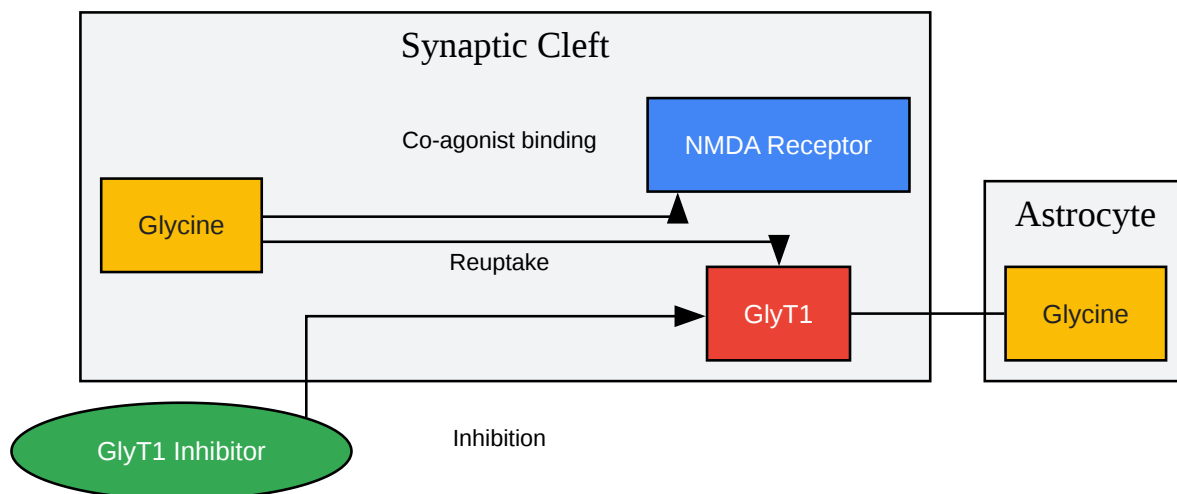 Synaptic Cleft
Co-agonist binding
NMDA Receptor
Glycine
Reuptake
GlyT1
Astrocyte
Glycine
GlyT1 Inhibitor
Inhibition